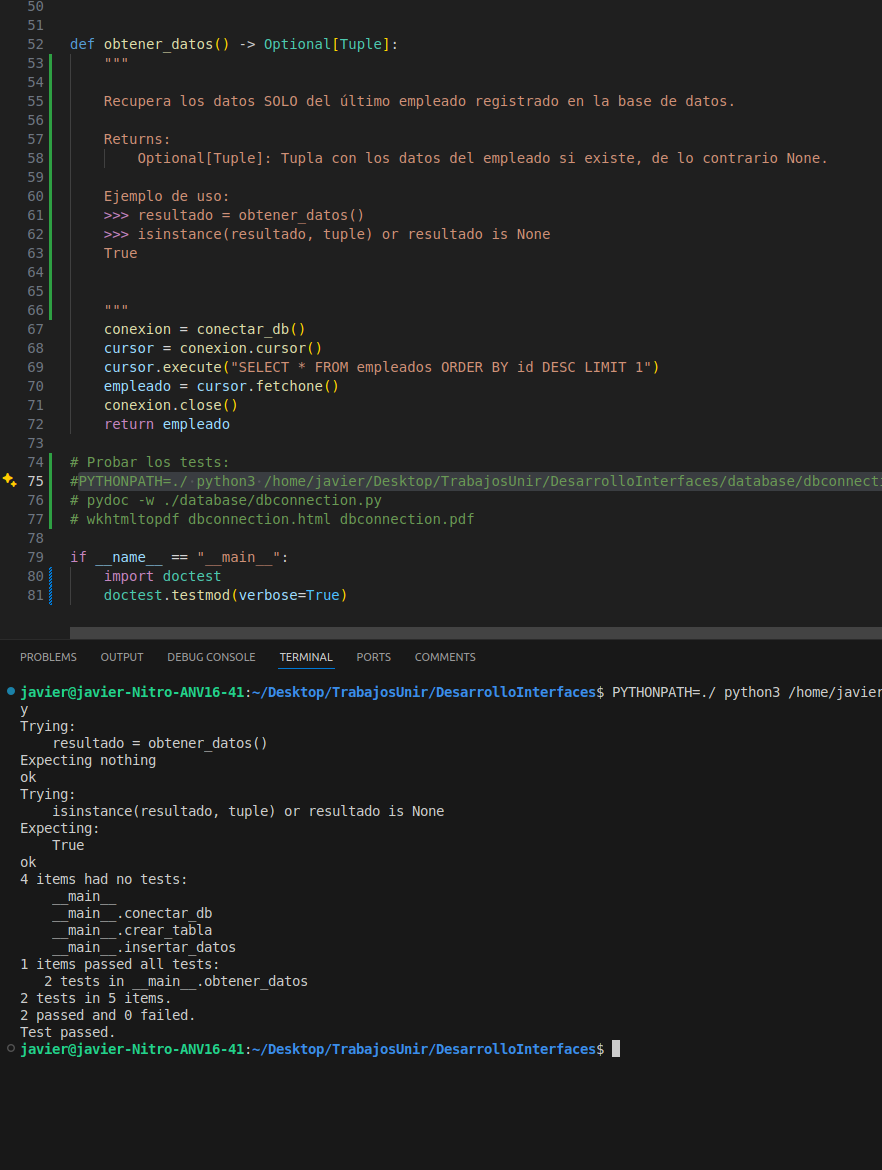 50
51
52 def obtener_datos() -> Optional[Tuple]:
53 """
54
55 Recupera los datos SOLO del último empleado registrado en la base de datos.
56
57 Returns:
58 Optional[Tuple]: Tupla con los datos del empleado si existe, de lo contrario None.
59
60 Ejemplo de uso:
61 >>> resultado = obtener_datos()
62 >>> isinstance(resultado, tuple) or resultado is None
63 True
64
65
66 """
67 conexion = conectar_db()
68 cursor = conexion.cursor()
69 cursor.execute("SELECT * FROM empleados ORDER BY id DESC LIMIT 1")
70 empleado = cursor.fetchone()
71 conexion.close()
72 return empleado
73
74 # Probar los tests:
75 #PYTHONPATH=./ python3 /home/javier/Desktop/TrabajosUnir/DesarrolloInterfaces/database/dbconnecti
76 # pydoc -w ./database/dbconnection.py
77 # wkhtmltopdf dbconnection.html dbconnection.pdf
78
79 if __name__ == "__main__":
80 import doctest
81 doctest.testmod(verbose=True)
PROBLEMS OUTPUT DEBUG CONSOLE TERMINAL PORTS COMMENTS
javier@javier-Nitro-ANV16-41:~/Desktop/TrabajosUnir/DesarrolloInterfaces$ PYTHONPATH=./ python3 /home/javier
y
Trying:
resultado = obtener_datos()
Expecting nothing
ok
Trying:
isinstance(resultado, tuple) or resultado is None
Expecting:
True
ok
4 items had no tests:
__main__
__main__.conectar_db
__main__.crear_tabla
__main__.insertar_datos
1 items passed all tests:
2 tests in __main__.obtener_datos
2 tests in 5 items.
2 passed and 0 failed.
Test passed.
javier@javier-Nitro-ANV16-41:~/Desktop/TrabajosUnir/DesarrolloInterfaces$